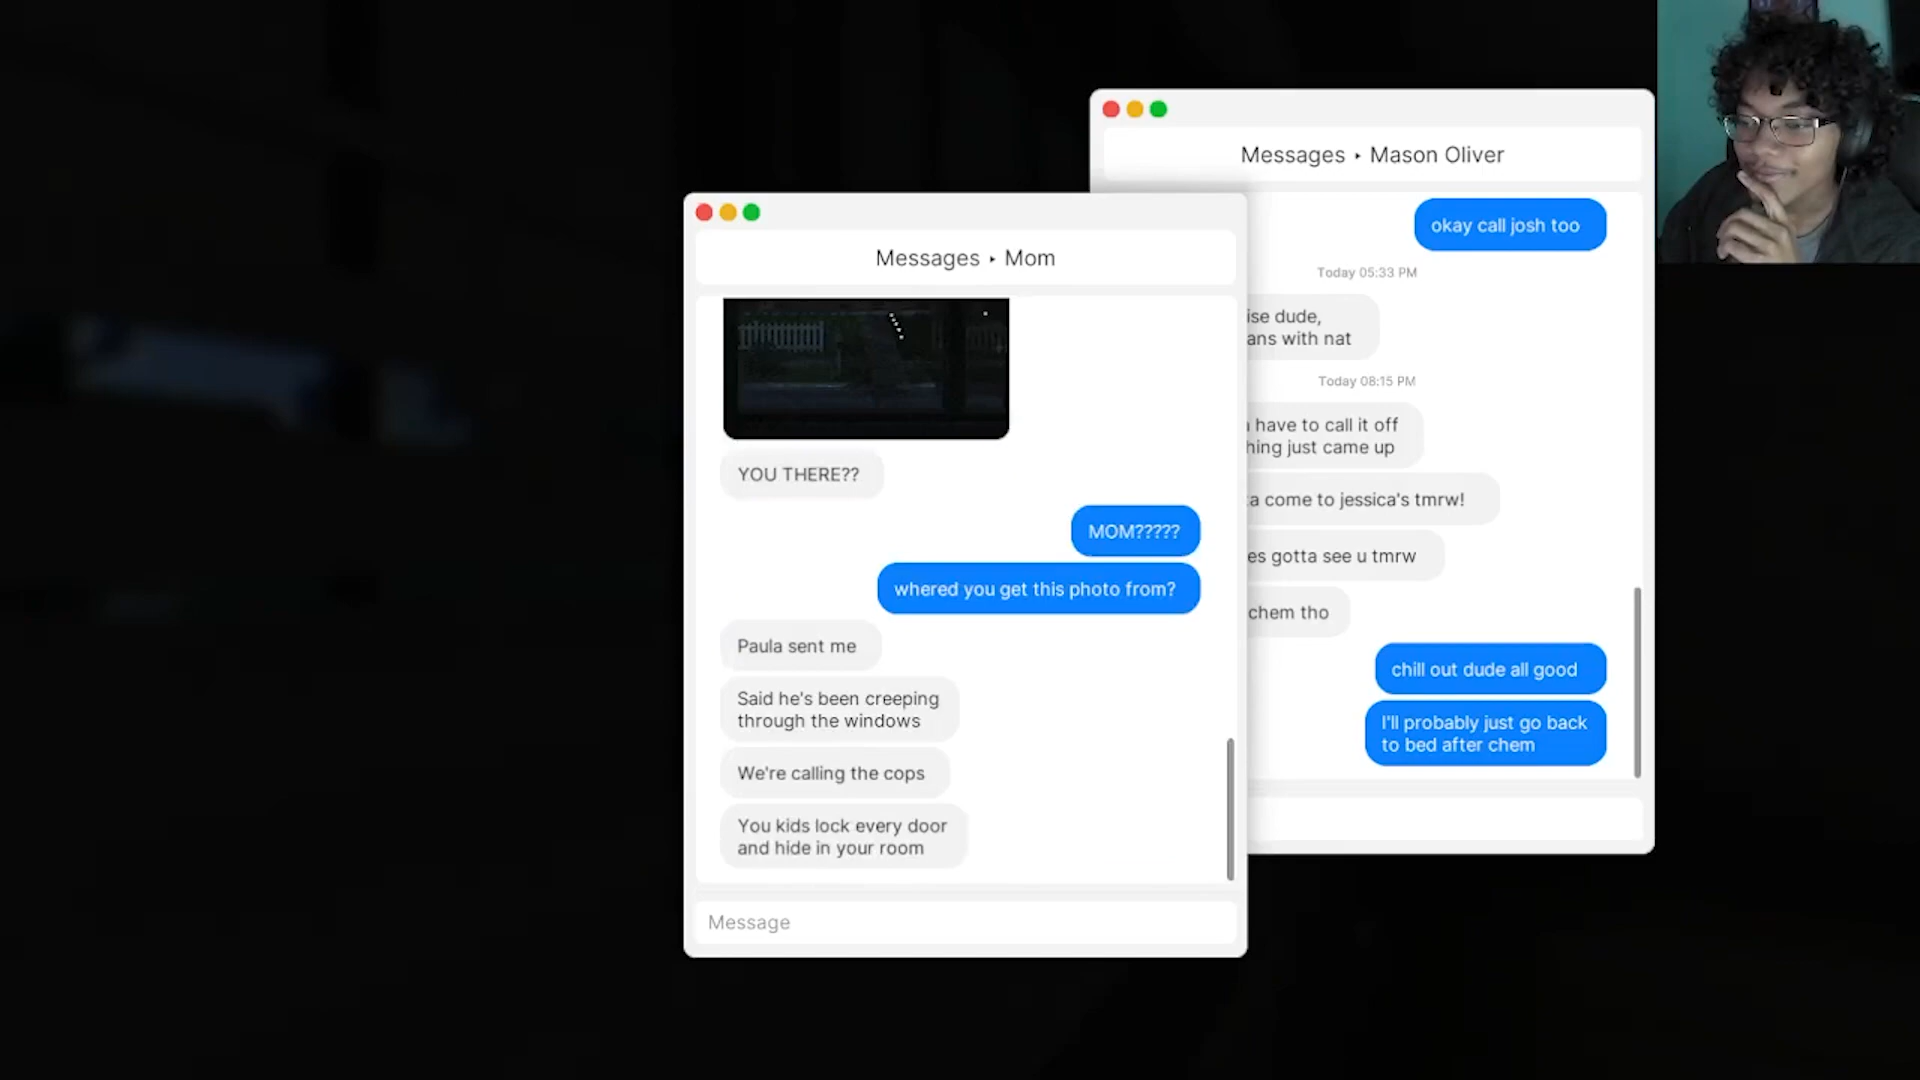 Messages ▸ Mom
YOU THERE??
MOM?????
whered you get this photo from?
Paula sent me
Said he's been creeping
through the windows
We're calling the cops
You kids lock every door
and hide in your room
Message
Messages ▸ Mason Oliver
okay call josh too
Today 05:33 PM
dude,
with nat
Today 08:15 PM
have to call it off
just came up
come to jessica's tmrw!
gotta see u tmrw
chem tho
chill out dude all good
I'll probably just go back
to bed after chem